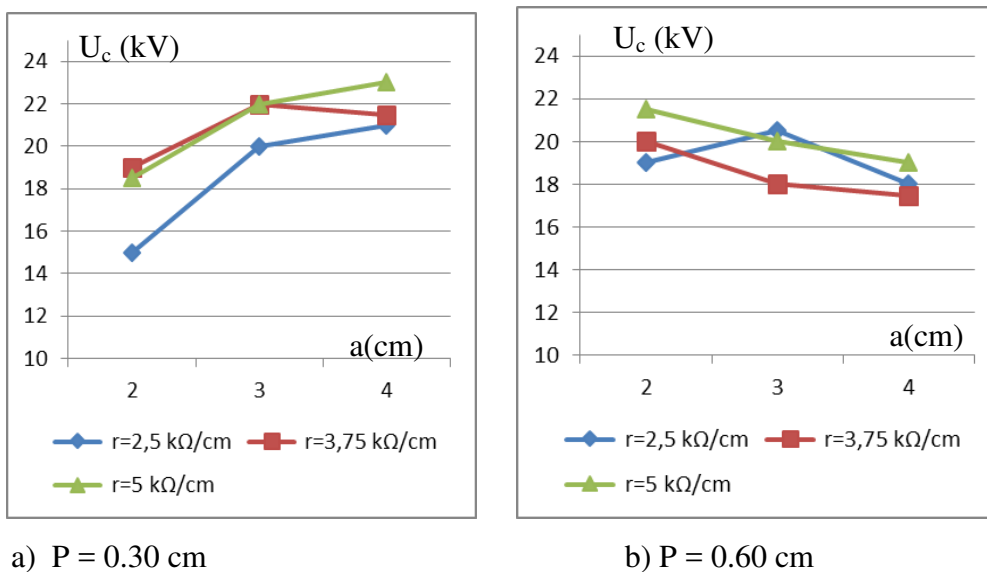 U_c (kV)
24
22
20
18
16
14
12
10
a(cm)
2 3 4
r=2,5 kΩ/cm r=3,75 kΩ/cm
r=5 kΩ/cm
a) P = 0.30 cm
U_c (kV)
24
22
20
18
16
14
12
10
a(cm)
2 3 4
r=2,5 kΩ/cm r=3,75 kΩ/cm
r=5 kΩ/cm
b) P = 0.60 cm